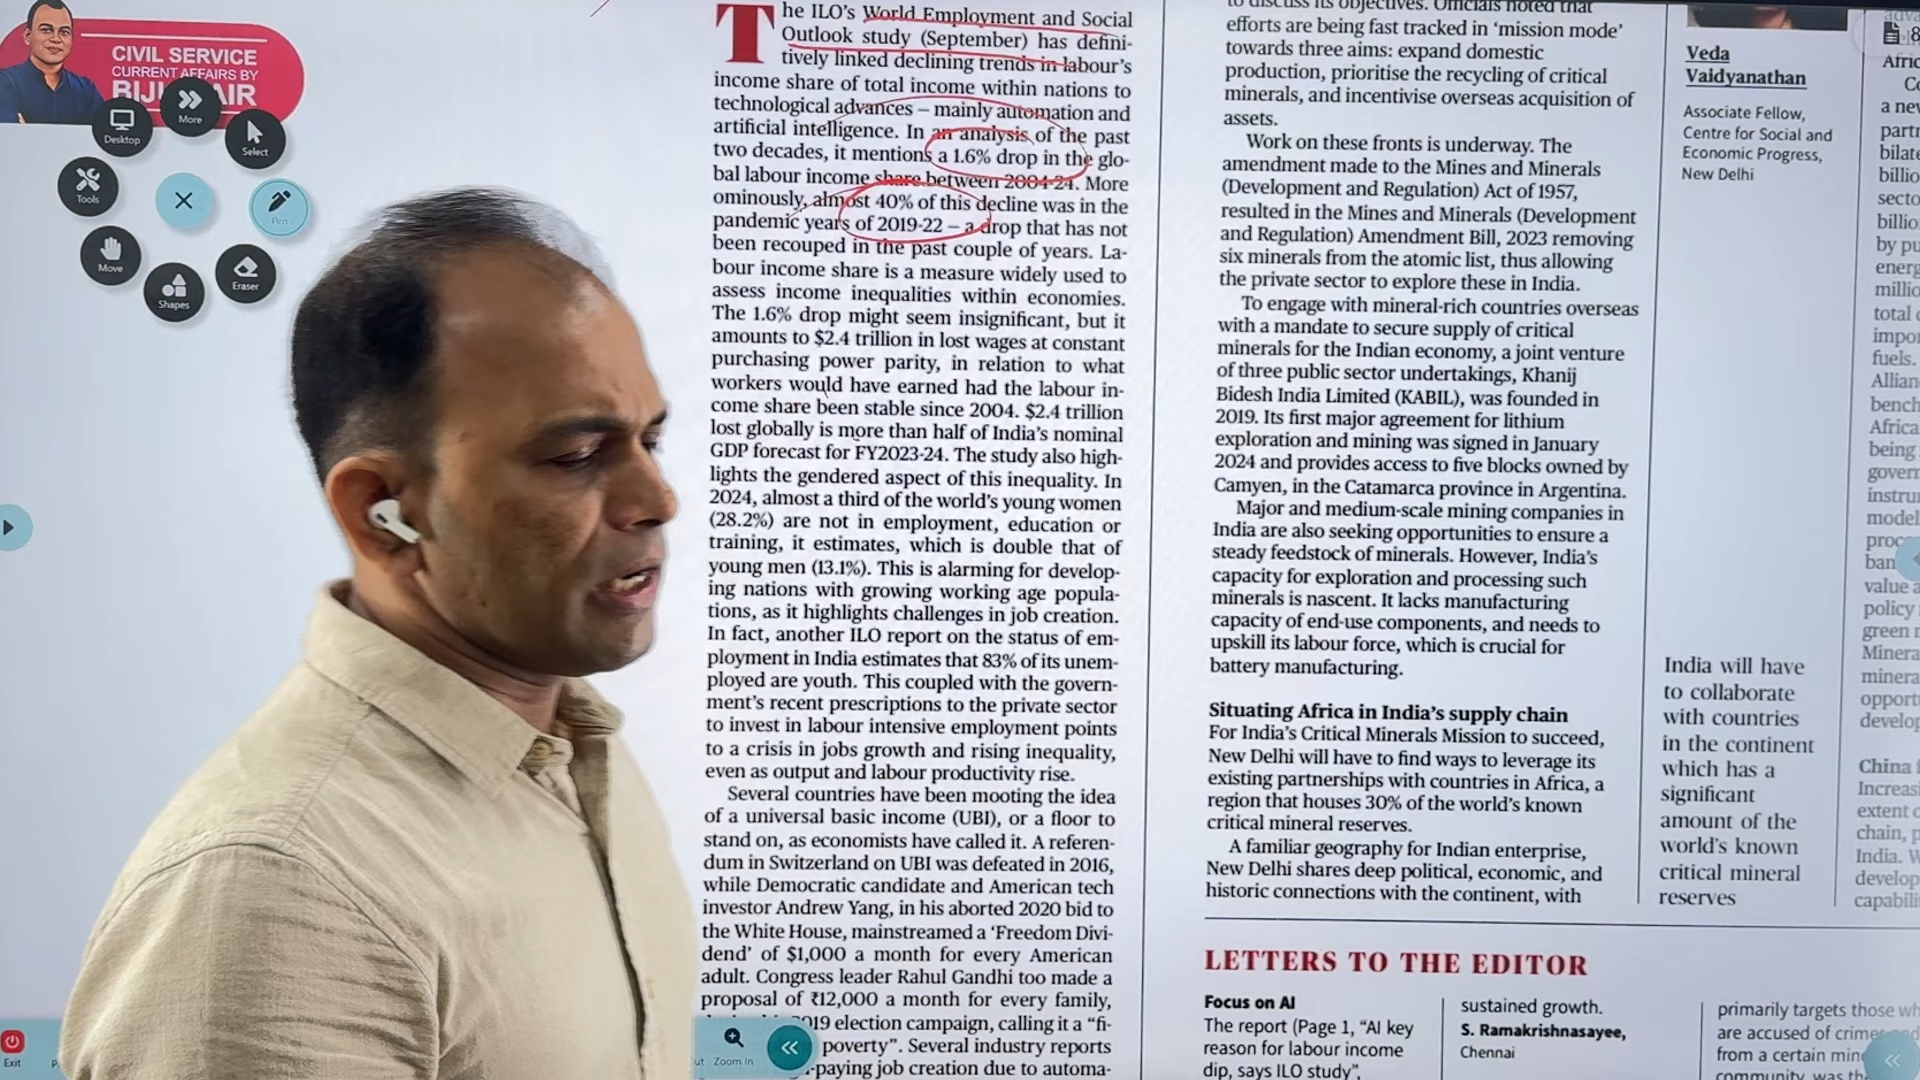 CIVIL SERVICE
CURRENT AFFAIRS BY
More
Desktop
Select
Tools
Pen
Move
Eraser
Shapes
Exit
Zoom In
The ILO's World Employment and Social
Outlook study (September) has defini-
tively linked declining trends in labour's
income share of total income within nations to
technological advances – mainly automation and
artificial intelligence. In an analysis of the past
two decades, it mentions a 1.6% drop in the glo-
bal labour income share between 2004-24. More
ominously, almost 40% of this decline was in the
pandemic years of 2019-22 – a drop that has not
been recouped in the past couple of years. La-
bour income share is a measure widely used to
assess income inequalities within economies.
The 1.6% drop might seem insignificant, but it
amounts to $2.4 trillion in lost wages at constant
purchasing power parity, in relation to what
workers would have earned had the labour in-
come share been stable since 2004. $2.4 trillion
lost globally is more than half of India's nominal
GDP forecast for FY2023-24. The study also high-
lights the gendered aspect of this inequality. In
2024, almost a third of the world's young women
(28.2%) are not in employment, education or
training, it estimates, which is double that of
young men (13.1%). This is alarming for develop-
ing nations with growing working age popula-
tions, as it highlights challenges in job creation.
In fact, another ILO report on the status of em-
ployment in India estimates that 83% of its unem-
ployed are youth. This coupled with the govern-
ment's recent prescriptions to the private sector
to invest in labour intensive employment points
to a crisis in jobs growth and rising inequality,
even as output and labour productivity rise.
Several countries have been mooting the idea
of a universal basic income (UBI), or a floor to
stand on, as economists have called it. A referen-
dum in Switzerland on UBI was defeated in 2016,
while Democratic candidate and American tech
investor Andrew Yang, in his aborted 2020 bid to
the White House, mainstreamed a 'Freedom Divi-
dend' of $1,000 a month for every American
adult. Congress leader Rahul Gandhi too made a
proposal of ₹12,000 a month for every family,
019 election campaign, calling it a "fi-
poverty". Several industry reports
-paying job creation due to automa-
to discuss its objectives. Officials noted that
efforts are being fast tracked in 'mission mode'
towards three aims: expand domestic
production, prioritise the recycling of critical
minerals, and incentivise overseas acquisition of
assets.
Work on these fronts is underway. The
amendment made to the Mines and Minerals
(Development and Regulation) Act of 1957,
resulted in the Mines and Minerals (Development
and Regulation) Amendment Bill, 2023 removing
six minerals from the atomic list, thus allowing
the private sector to explore these in India.
To engage with mineral-rich countries overseas
with a mandate to secure supply of critical
minerals for the Indian economy, a joint venture
of three public sector undertakings, Khanij
Bidesh India Limited (KABIL), was founded in
2019. Its first major agreement for lithium
exploration and mining was signed in January
2024 and provides access to five blocks owned by
Camyen, in the Catamarca province in Argentina.
Major and medium-scale mining companies in
India are also seeking opportunities to ensure a
steady feedstock of minerals. However, India's
capacity for exploration and processing such
minerals is nascent. It lacks manufacturing
capacity of end-use components, and needs to
upskill its labour force, which is crucial for
battery manufacturing.
Situating Africa in India's supply chain
For India's Critical Minerals Mission to succeed,
New Delhi will have to find ways to leverage its
existing partnerships with countries in Africa, a
region that houses 30% of the world's known
critical mineral reserves.
A familiar geography for Indian enterprise,
New Delhi shares deep political, economic, and
historic connections with the continent, with
Veda
Vaidyanathan
Associate Fellow,
Centre for Social and
Economic Progress,
New Delhi
India will have
to collaborate
with countries
in the continent
which has a
significant
amount of the
world's known
critical mineral
reserves
LETTERS TO THE EDITOR
Focus on AI
The report (Page 1, "AI key
reason for labour income
dip, says ILO study",
sustained growth.
S. Ramakrishnasayee,
Chennai
primarily targets those
are accused of
from a certain
community, was